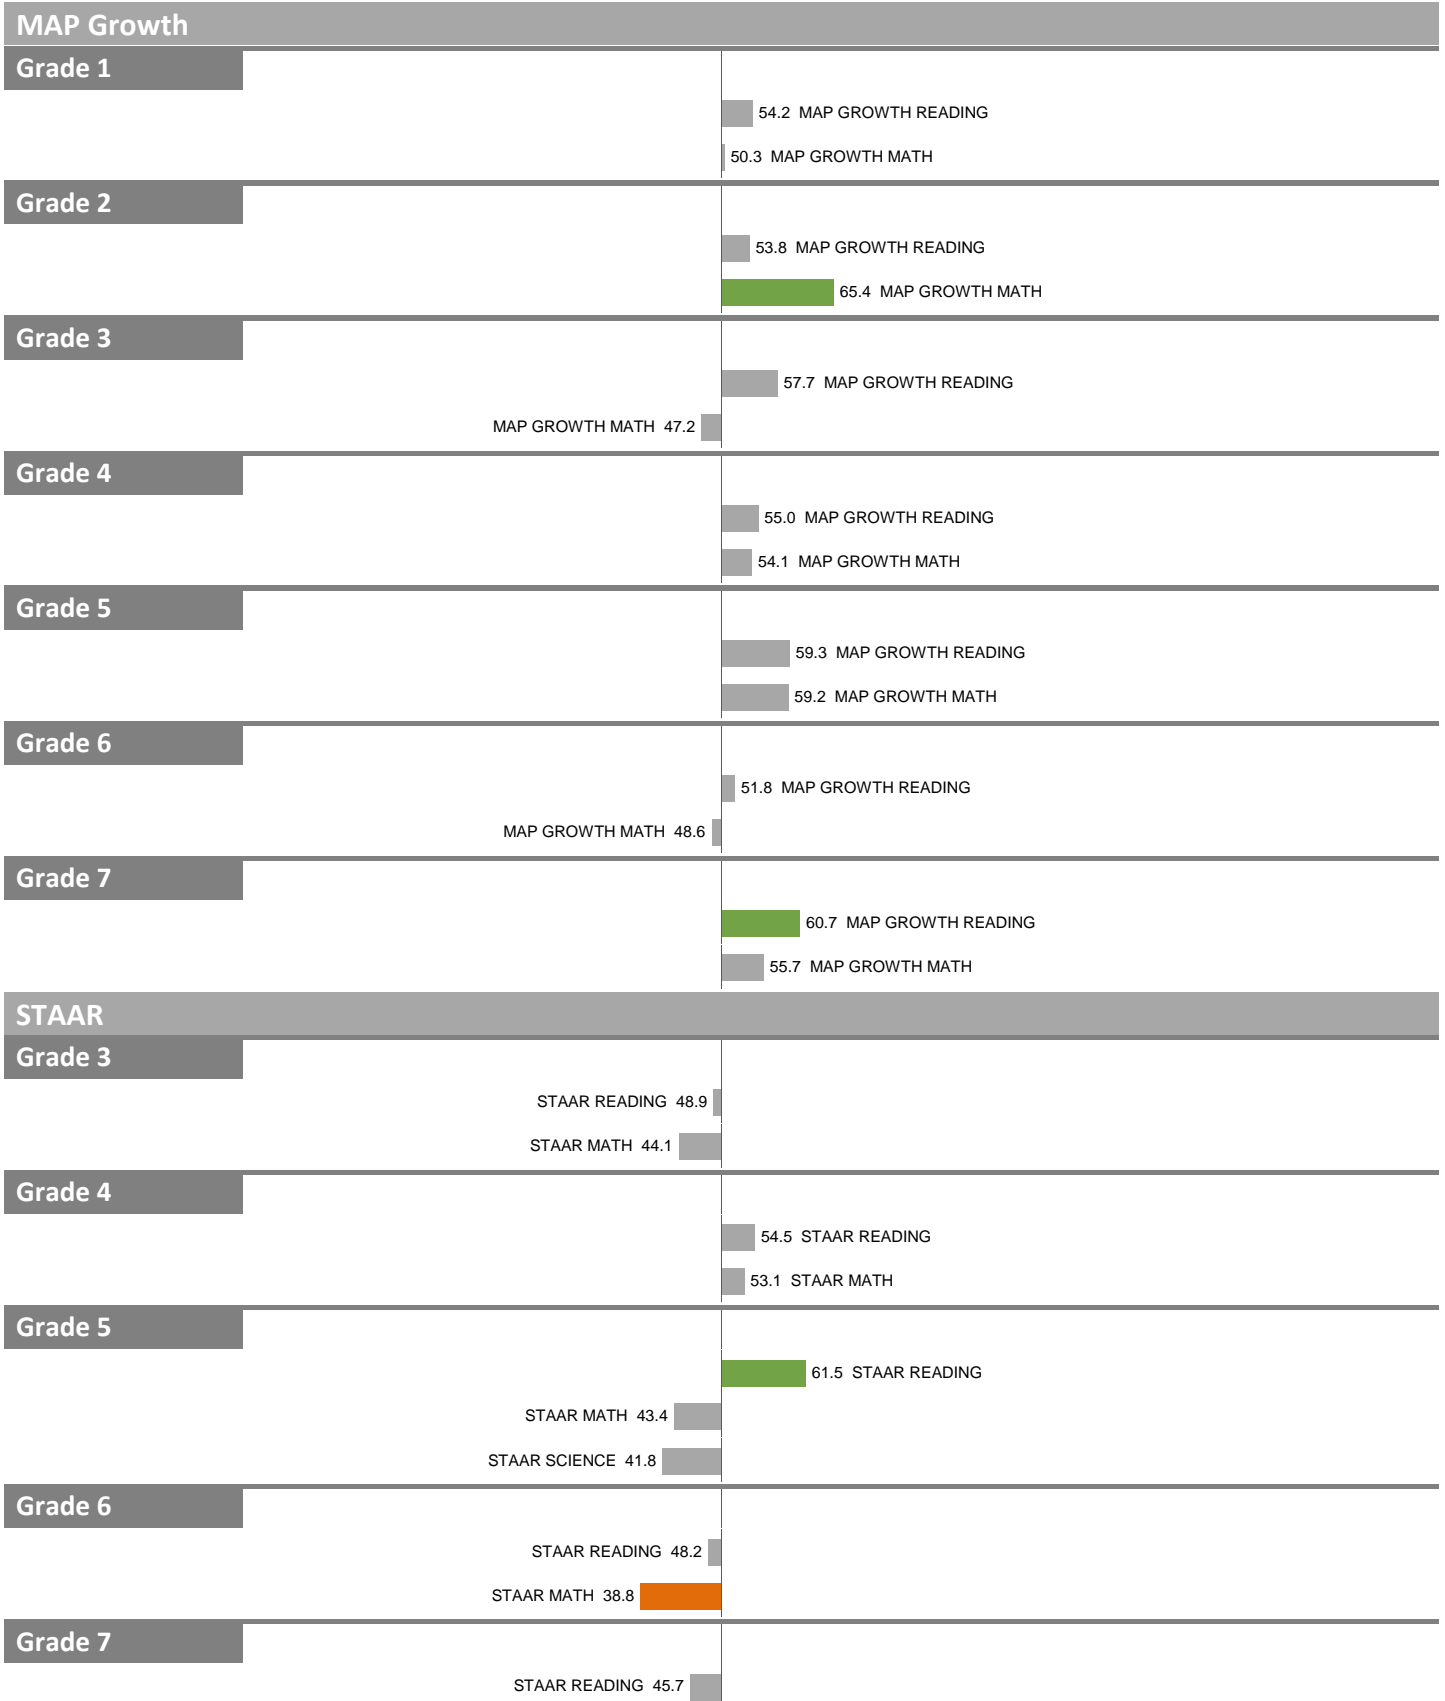 MAP Growth
Grade 1
54.2 MAP GROWTH READING
50.3 MAP GROWTH MATH
Grade 2
53.8 MAP GROWTH READING
65.4 MAP GROWTH MATH
Grade 3
57.7 MAP GROWTH READING
MAP GROWTH MATH 47.2
Grade 4
55.0 MAP GROWTH READING
54.1 MAP GROWTH MATH
Grade 5
59.3 MAP GROWTH READING
59.2 MAP GROWTH MATH
Grade 6
51.8 MAP GROWTH READING
MAP GROWTH MATH 48.6
Grade 7
60.7 MAP GROWTH READING
55.7 MAP GROWTH MATH
STAAR
Grade 3
STAAR READING 48.9
STAAR MATH 44.1
Grade 4
54.5 STAAR READING
53.1 STAAR MATH
Grade 5
61.5 STAAR READING
STAAR MATH 43.4
STAAR SCIENCE 41.8
Grade 6
STAAR READING 48.2
STAAR MATH 38.8
Grade 7
STAAR READING 45.7